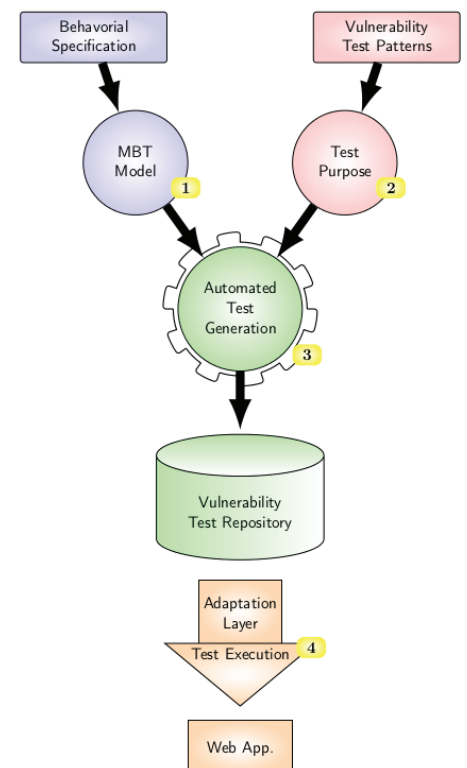 Behavorial
Specification
Vulnerability
Test Patterns
MBT
Model
1
Test
Purpose
2
Automated
Test
Generation
3
Vulnerability
Test Repository
Adaptation
Layer
Test Execution
4
Web App.